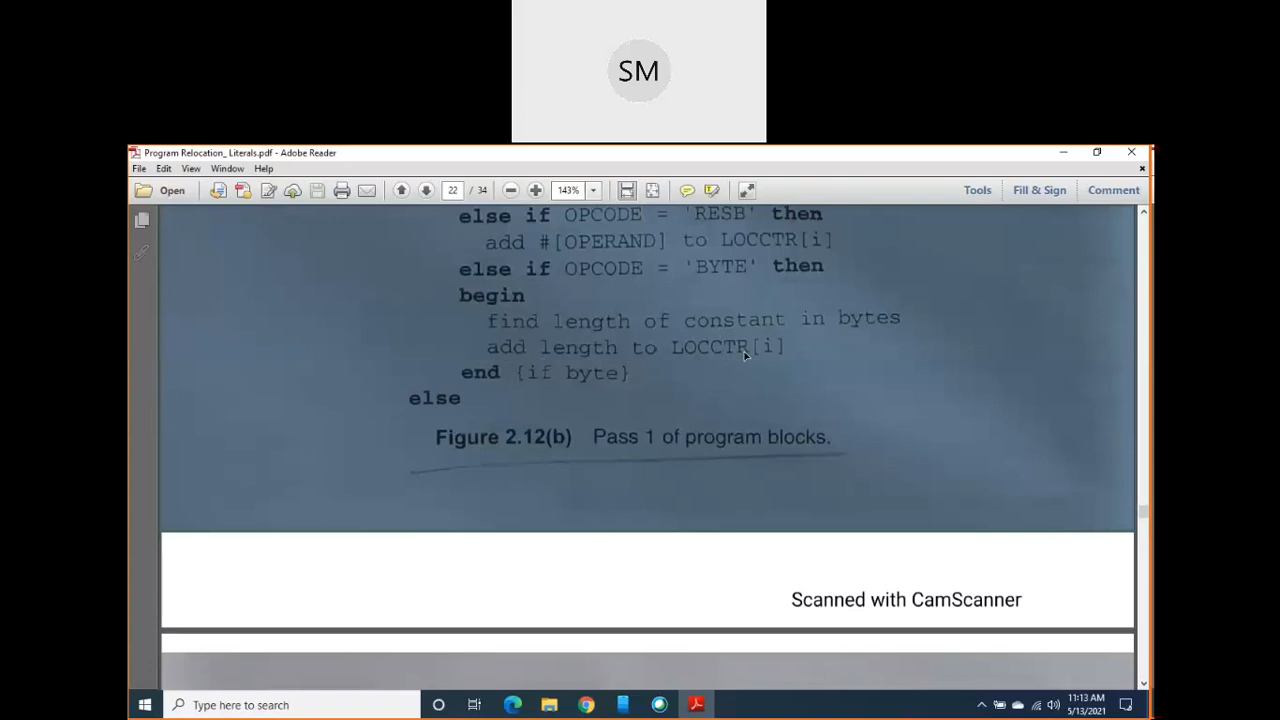 SM
Program Relocation_ Literals.pdf - Adobe Reader
File Edit View Window Help
Open 22 / 34 143% Tools Fill & Sign Comment
else if OPCODE = 'RESB' then
add #[OPERAND] to LOCCTR[i]
else if OPCODE = 'BYTE' then
begin
find length of constant in bytes
add length to LOCCTR[i]
end {if byte}
else
Figure 2.12(b) Pass 1 of program blocks.
Scanned with CamScanner
Type here to search
11:13 AM
5/13/2021